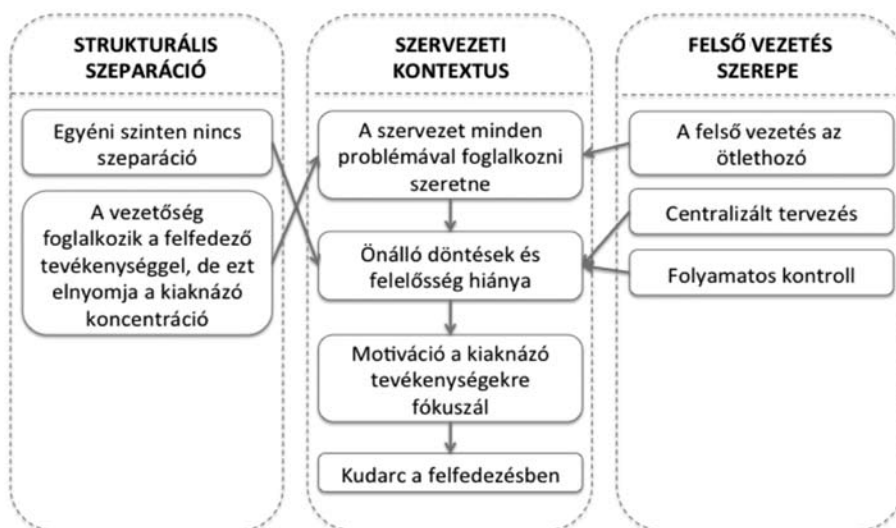 STRUKTURÁLIS
SZEPARÁCIÓ
Egyéni szinten nincs
szeparáció
A vezetőség
foglalkozik a felfedező
tevékenységgel, de ezt
elnyomja a kiaknázó
koncentráció
SZERVEZETI
KONTEXTUS
A szervezet minden
problémával foglalkozni
szeretne
Önálló döntések és
felelősség hiánya
Motiváció a kiaknázó
tevékenységekre
fókuszál
Kudarc a felfedezésben
FELSŐ VEZETÉS
SZEREPE
A felső vezetés az
ötlethozó
Centralizált tervezés
Folyamatos kontroll